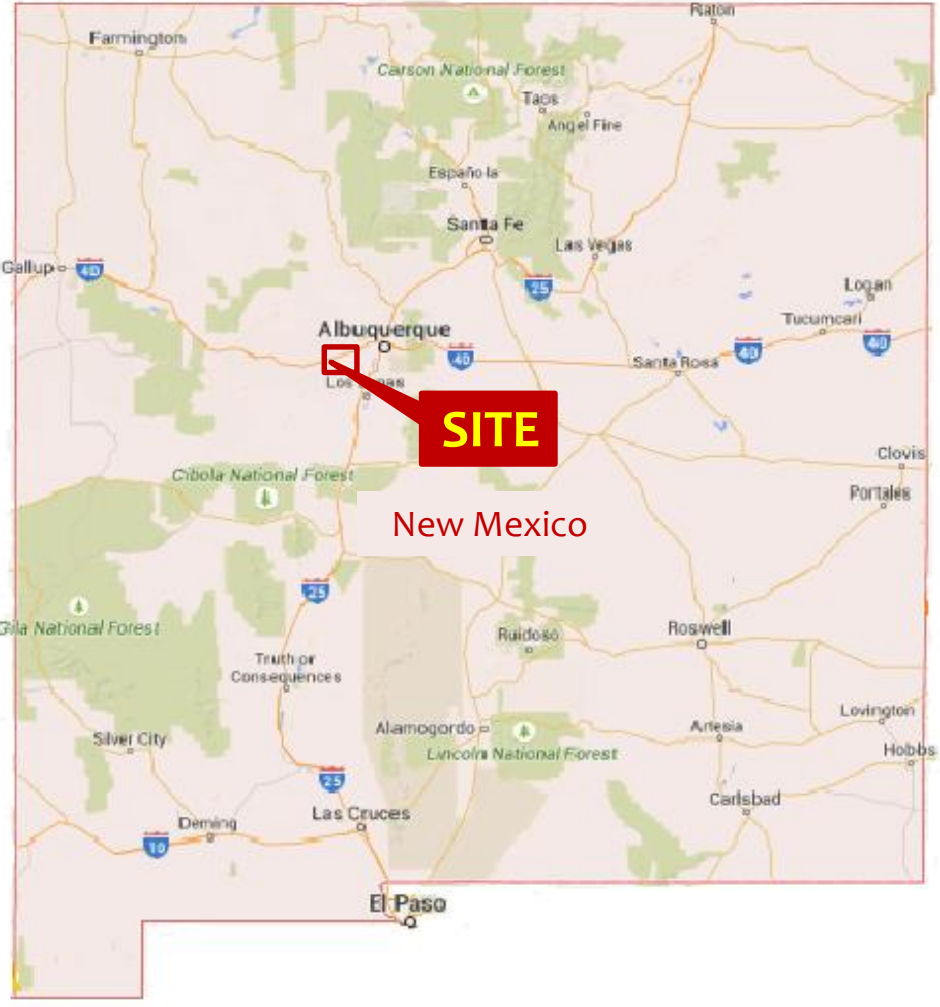 Raton
Farmington
Carson National Forest
Taos
Angel Fire
Española
Santa Fe
Las Vegas
Gallup
40
25
Logan
Tucumcari
Albuquerque
40
40
40
Santa Rosa
Los
nas
SITE
Clovis
Cibola National Forest
Portales
New Mexico
25
Gila National Forest
Ruidoso
Roswell
Truth or
Consequences
Lovington
Alamogordo
Artesia
Silver City
Lincoln National Forest
Hobbs
25
Carlsbad
Las Cruces
Deming
10
El Paso